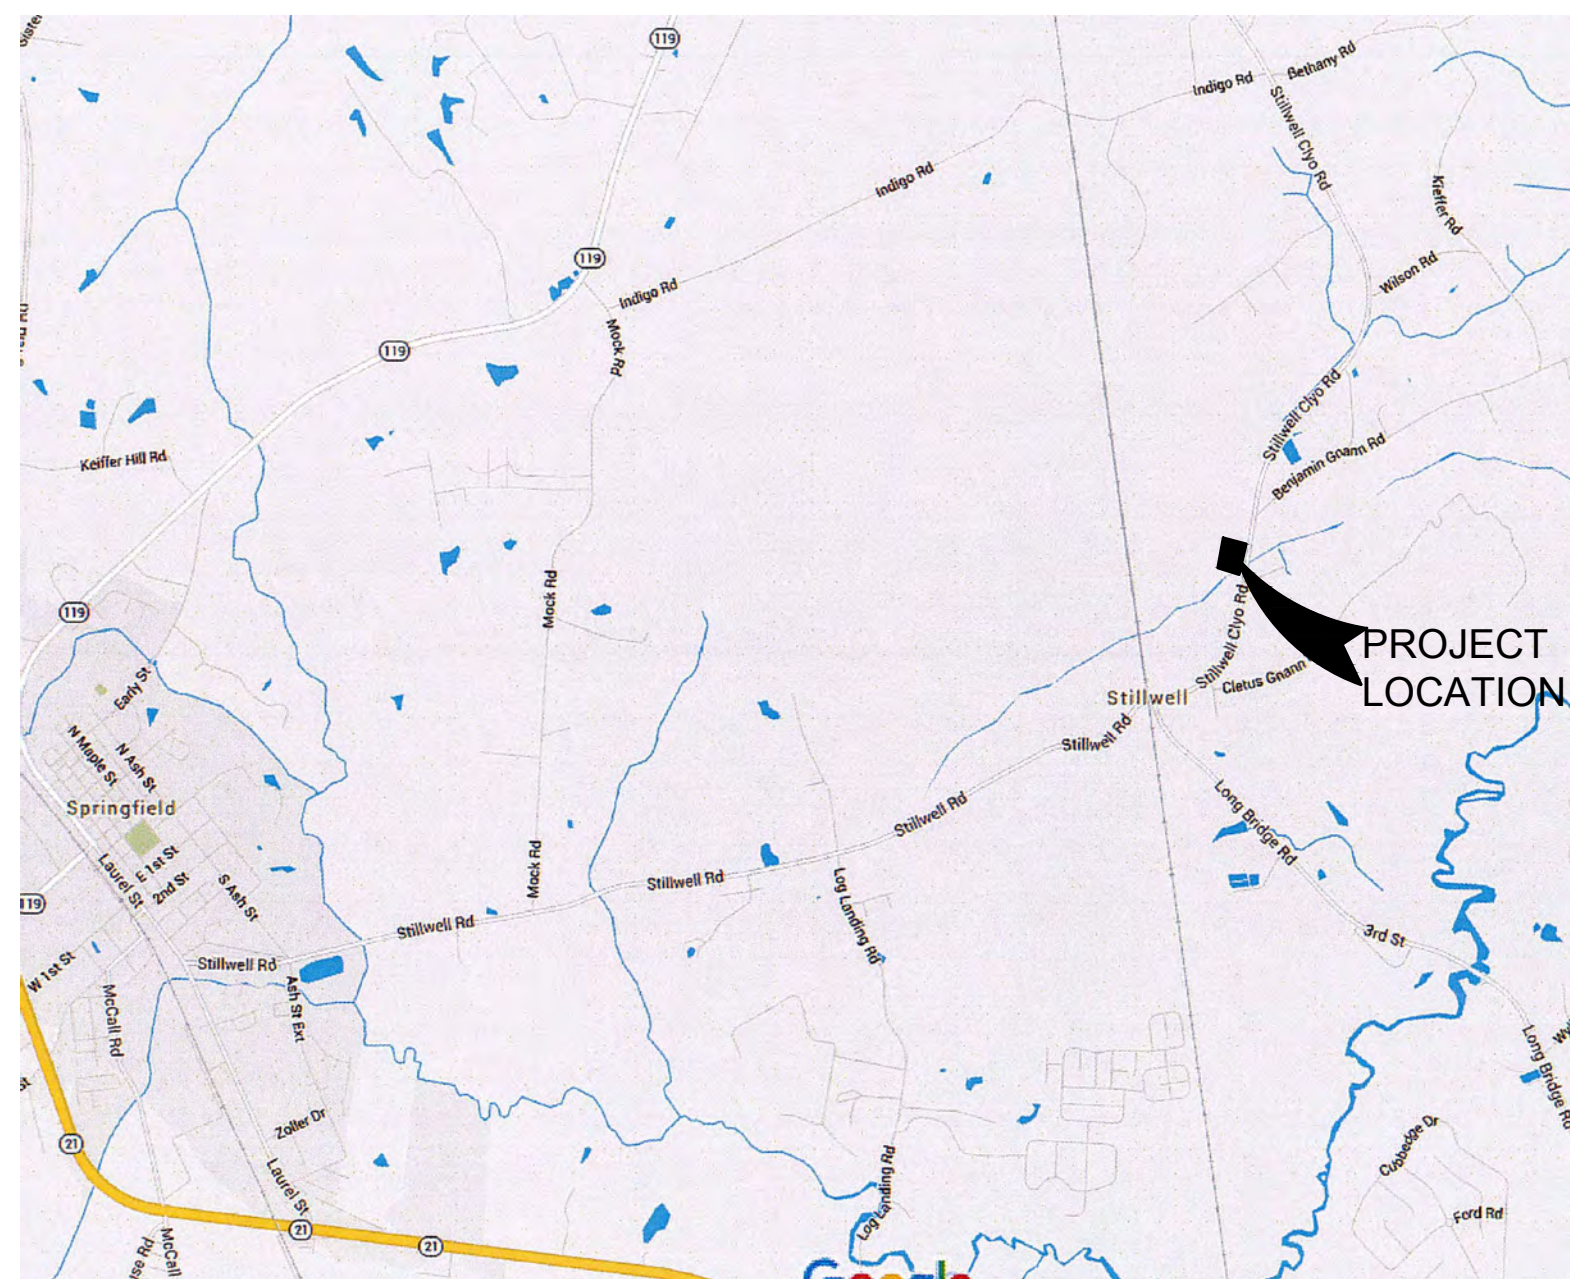 119
Indigo Rd
Bethany Rd
Stillwell Clyo Rd
Indigo Rd
Kieffer Rd
119
Wilson Rd
Indigo Rd
Mock Rd
119
Stillwell Clyo Rd
Keiffer Hill Rd
Benjamin Gnann Rd
Mock Rd
119
Stillwell Clyo Rd
PROJECT
LOCATION
Early St
Cletus Gnann
Stillwell
Stillwell Rd
N Maple St
N Ash St
Springfield
Stillwell Rd
Long Bridge Rd
E 1st St
Laurel St
2nd St
S Ash St
Mock Rd
Stillwell Rd
Log Landing Rd
119
Stillwell Rd
3rd St
W 1st St
Stillwell Rd
Ash St Ext
McCall Rd
Long Bridge Rd
St
Zoller Dr
21
Cubbedge Dr
Laurel St
Log Landing Rd
Ford Rd
21
21
McCall
Google